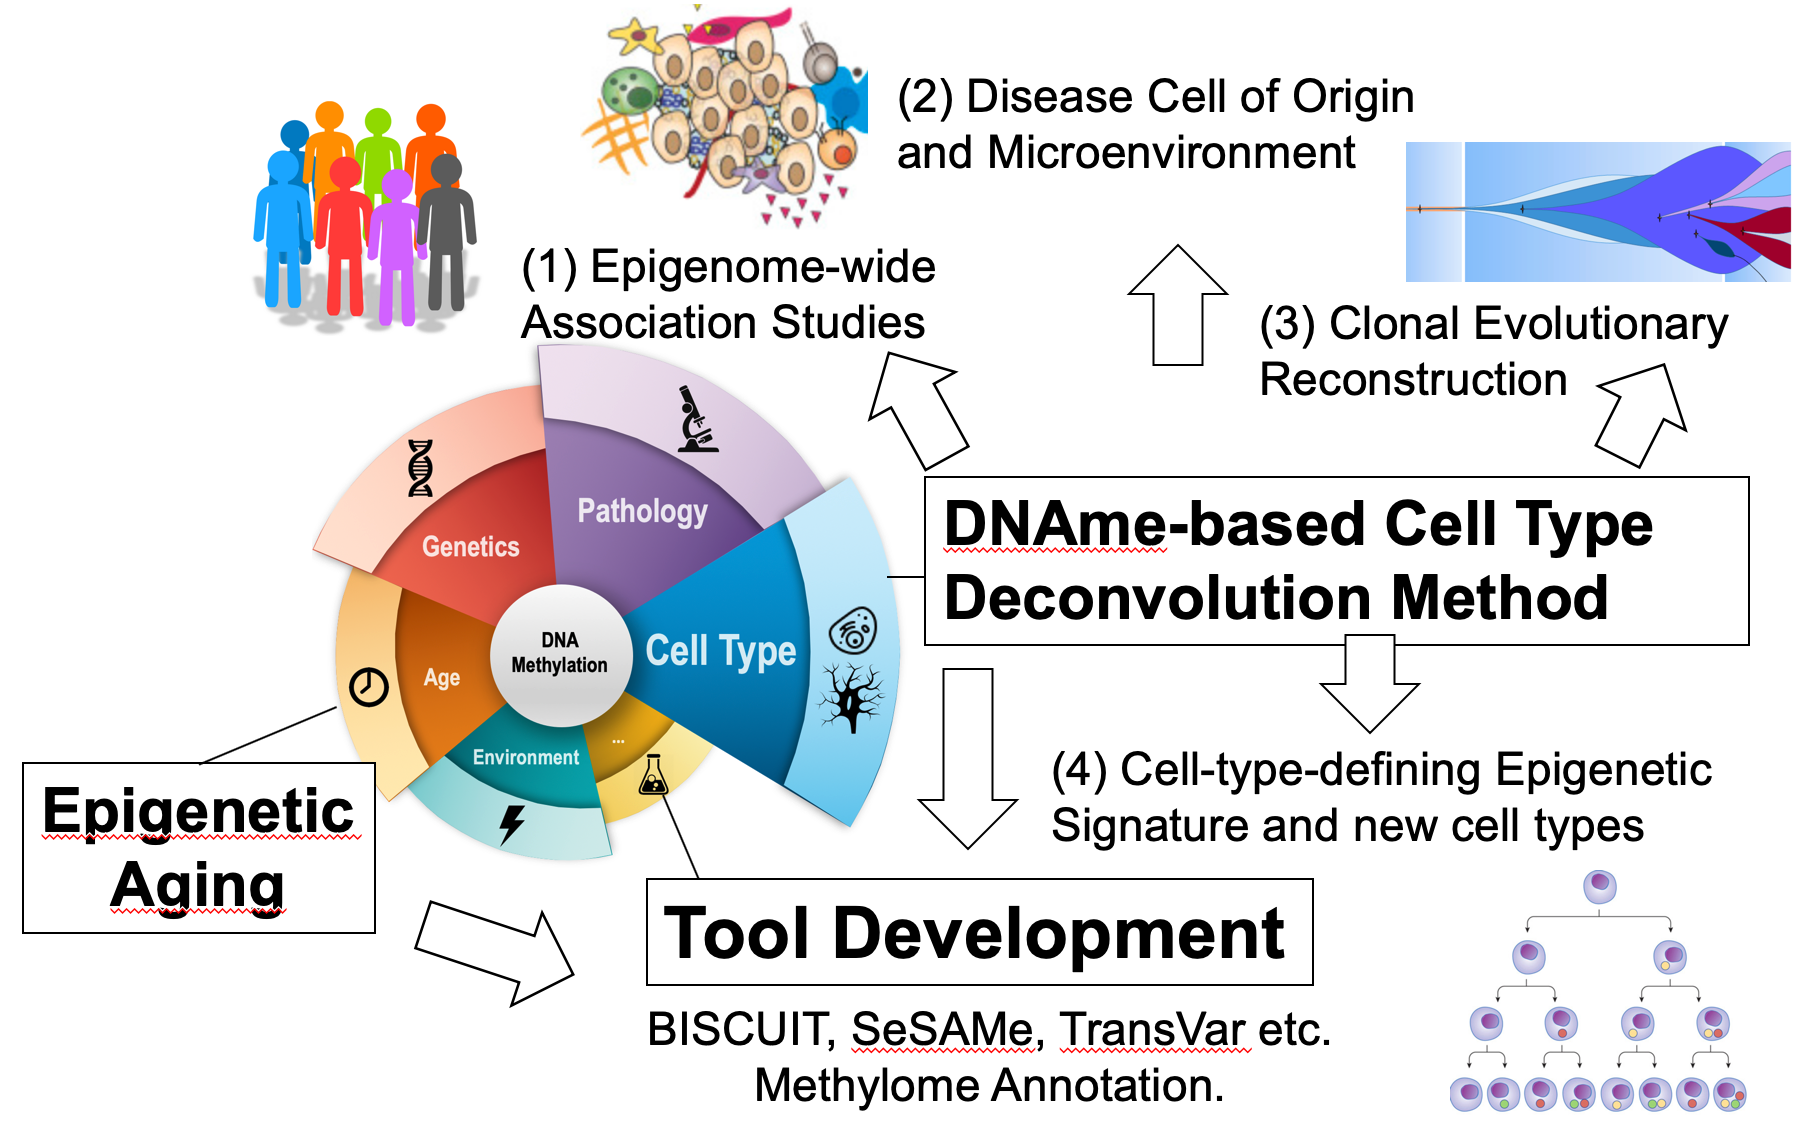 (2) Disease Cell of Origin
and Microenvironment
(1) Epigenome-wide
Association Studies
(3) Clonal Evolutionary
Reconstruction
Pathology
Genetics
DNA
Methylation
Cell Type
Age
Environment
...
DNAme-based Cell Type
Deconvolution Method
(4) Cell-type-defining Epigenetic
Signature and new cell types
Epigenetic
Aging
Tool Development
BISCUIT, SeSAMe, TransVar etc.
Methylome Annotation.